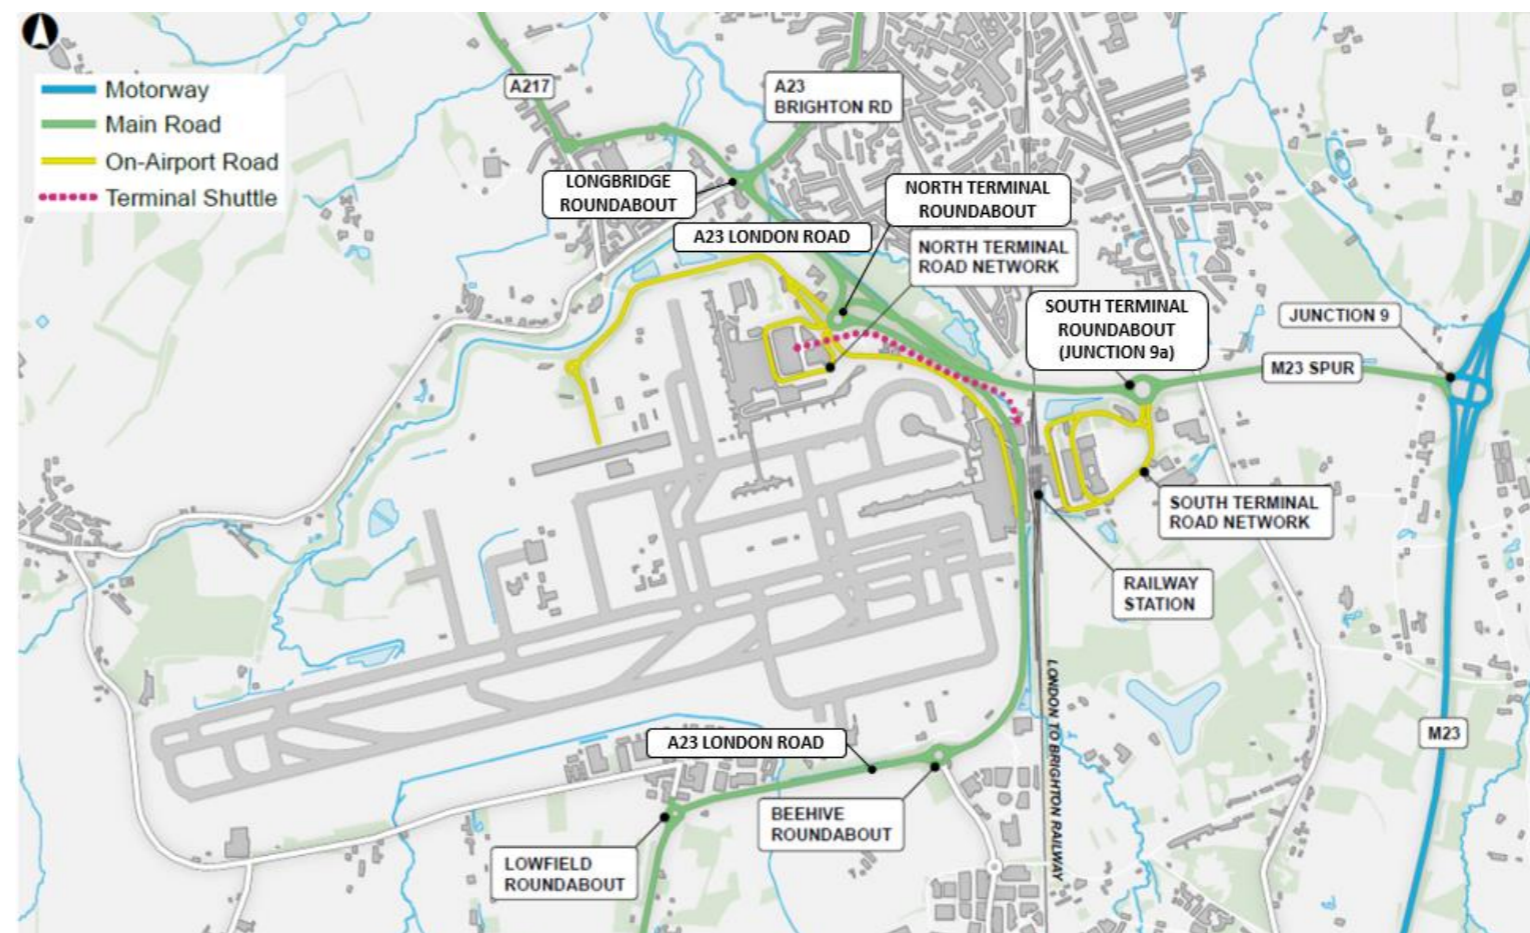 Motorway
Main Road
On-Airport Road
Terminal Shuttle
A217
A23
BRIGHTON RD
LONGBRIDGE
ROUNDABOUT
NORTH TERMINAL
ROUNDABOUT
A23 LONDON ROAD
NORTH TERMINAL
ROAD NETWORK
SOUTH TERMINAL
ROUNDABOUT
(JUNCTION 9a)
JUNCTION 9
M23 SPUR
SOUTH TERMINAL
ROAD NETWORK
RAILWAY
STATION
LONDON TO BRIGHTON RAILWAY
M23
A23 LONDON ROAD
BEEHIVE
ROUNDABOUT
LOWFIELD
ROUNDABOUT